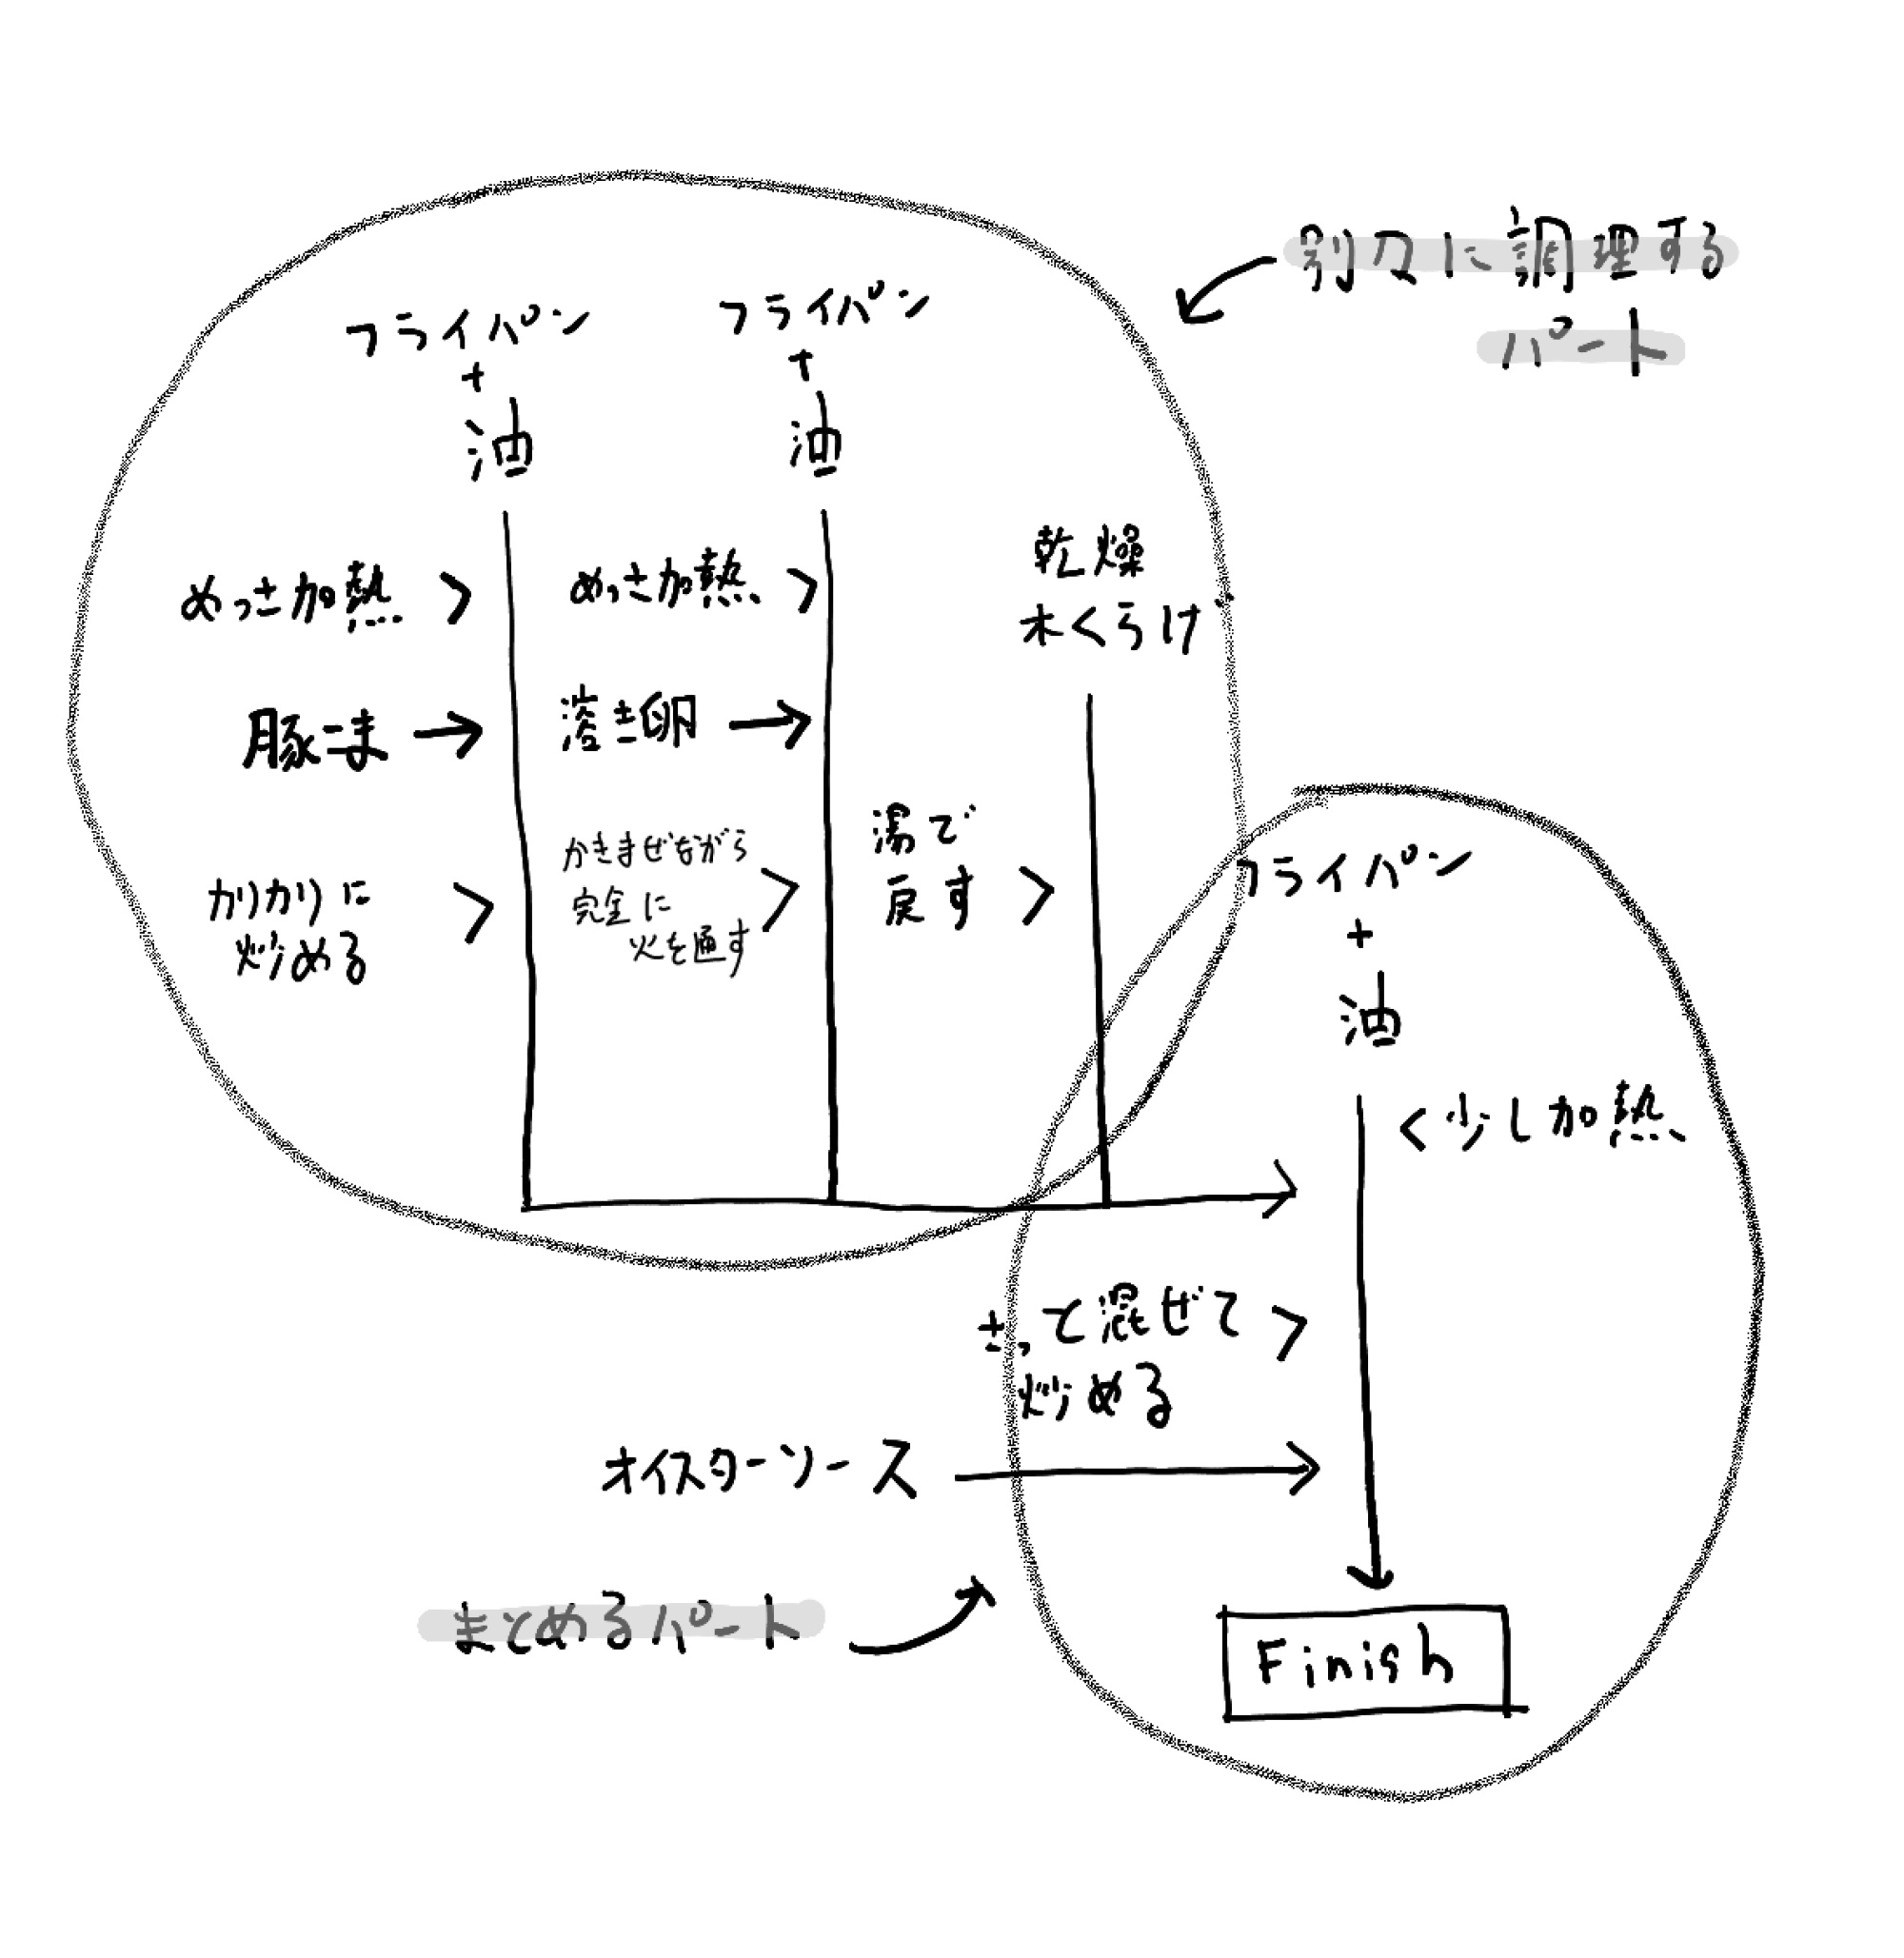 別々に調理する
パート
フライパン
+
油
めっさ加熱
豚こま
カリカリに
炒める
フライパン
+
油
めっさ加熱
溶き卵
かきまぜながら
完全に
火を通す
乾燥
木くらげ
湯で
戻す
フライパン
+
油
少し加熱
さっと混ぜて
炒める
オイスターソース
まとめるパート
Finish